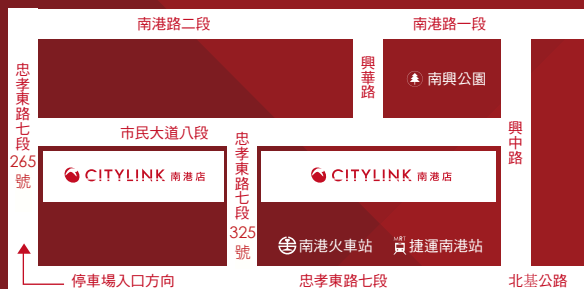 南港路二段
南港路一段
忠孝東路七段
265
號
興華路
南興公園
市民大道八段
忠孝東路七段
325
號
興中路
CITYLINK 南港店
CITYLINK 南港店
南港火車站
MRT
捷運南港站
停車場入口方向
忠孝東路七段
北基公路